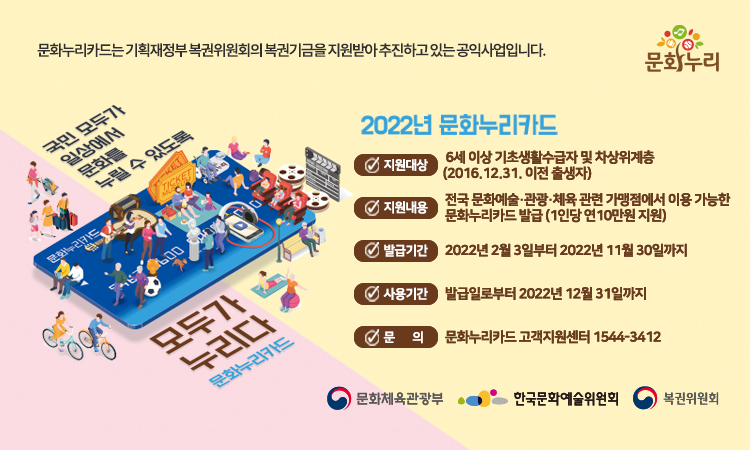 문화누리카드는 기획재정부 복권위원회의 복권기금을 지원받아 추진하고 있는 공익사업입니다.
문화누리
국민 모두가
일상에서
문화를
누릴 수 있도록
TICKET
문화누리카드
모두가
누리다
문화누리카드
2022년 문화누리카드
지원대상
6세 이상 기초생활수급자 및 차상위계층
(2016.12.31. 이전 출생자)
지원내용
전국 문화예술·관광·체육 관련 가맹점에서 이용 가능한
문화누리카드 발급 (1인당 연10만원 지원)
발급기간
2022년 2월 3일부터 2022년 11월 30일까지
사용기간
발급일로부터 2022년 12월 31일까지
문 의
문화누리카드 고객지원센터 1544-3412
문화체육관광부
한국문화예술위원회
복권위원회